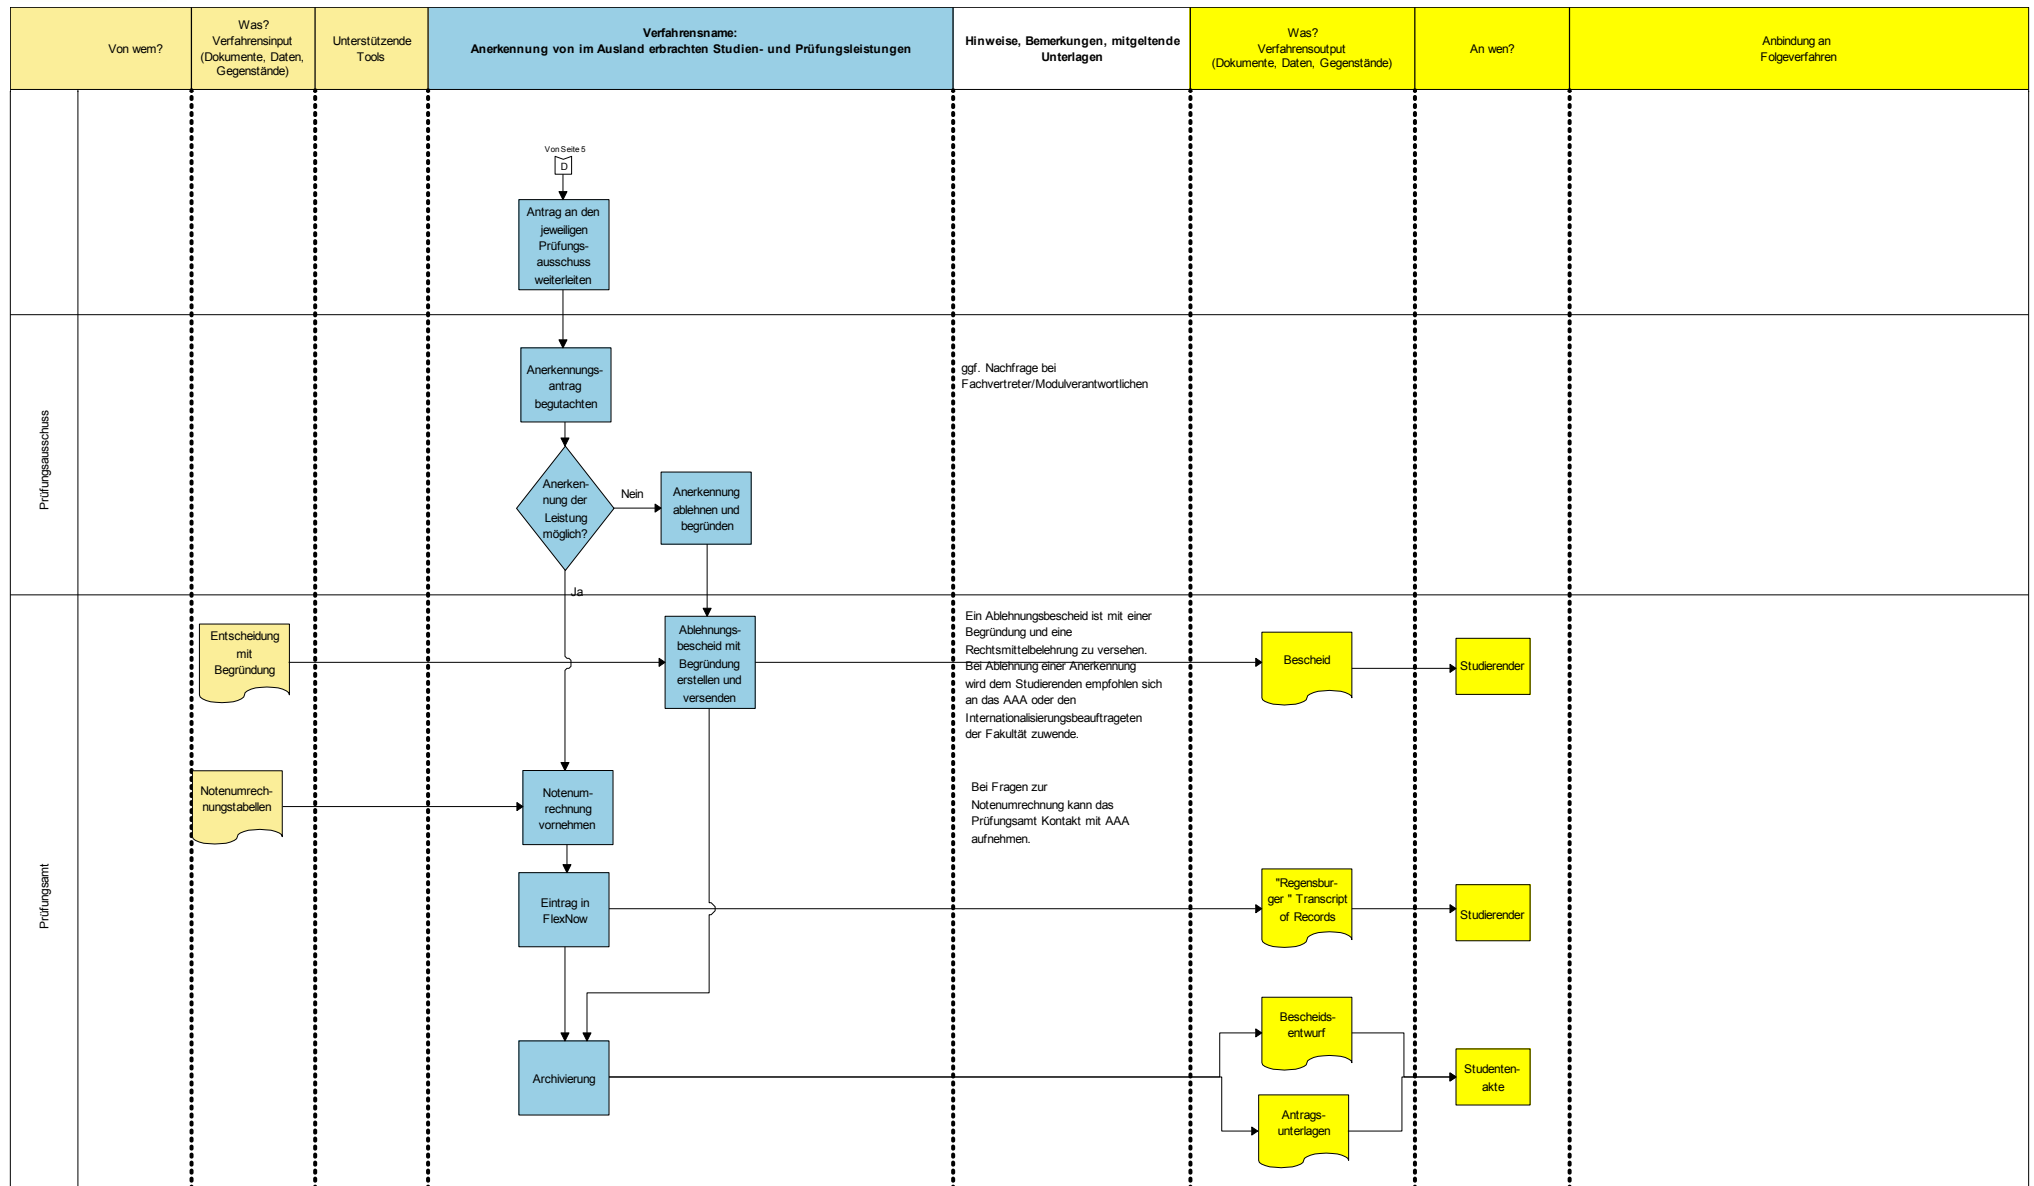 Von wem?
Was?
Verfahrensinput
(Dokumente, Daten,
Gegenstände)
Unterstützende
Tools
Verfahrensname:
Anerkennung von im Ausland erbrachten Studien- und Prüfungsleistungen
Hinweise, Bemerkungen, mitgeltende
Unterlagen
Was?
Verfahrensoutput
(Dokumente, Daten, Gegenstände)
An wen?
Anbindung an
Folgeverfahren
Von Seite 5
D
Antrag an den
jeweiligen
Prüfungs-
ausschuss
weiterleiten
Prüfungsausschuss
Anerkennungs-
antrag
begutachten
ggf. Nachfrage bei
Fachvertreter/Modulverantwortlichen
Anerken-
nung der
Leistung
möglich?
Nein
Anerkennung
ablehnen und
begründen
Ja
Prüfungsamt
Entscheidung
mit
Begründung
Ablehnungs-
bescheid mit
Begründung
erstellen und
versenden
Ein Ablehnungsbescheid ist mit einer
Begründung und eine
Rechtsmittelbelehrung zu versehen.
Bei Ablehnung einer Anerkennung
wird dem Studierenden empfohlen sich
an das AAA oder den
Internationalisierungsbeauftrageten
der Fakultät zuwende.
Bescheid
Studierender
Notenumrech-
nungstabellen
Notenum-
rechnung
vornehmen
Bei Fragen zur
Notenumrechnung kann das
Prüfungsamt Kontakt mit AAA
aufnehmen.
Eintrag in
FlexNow
"Regensbur-
ger " Transcript
of Records
Studierender
Archivierung
Bescheids-
entwurf
Studenten-
akte
Antrags-
unterlagen